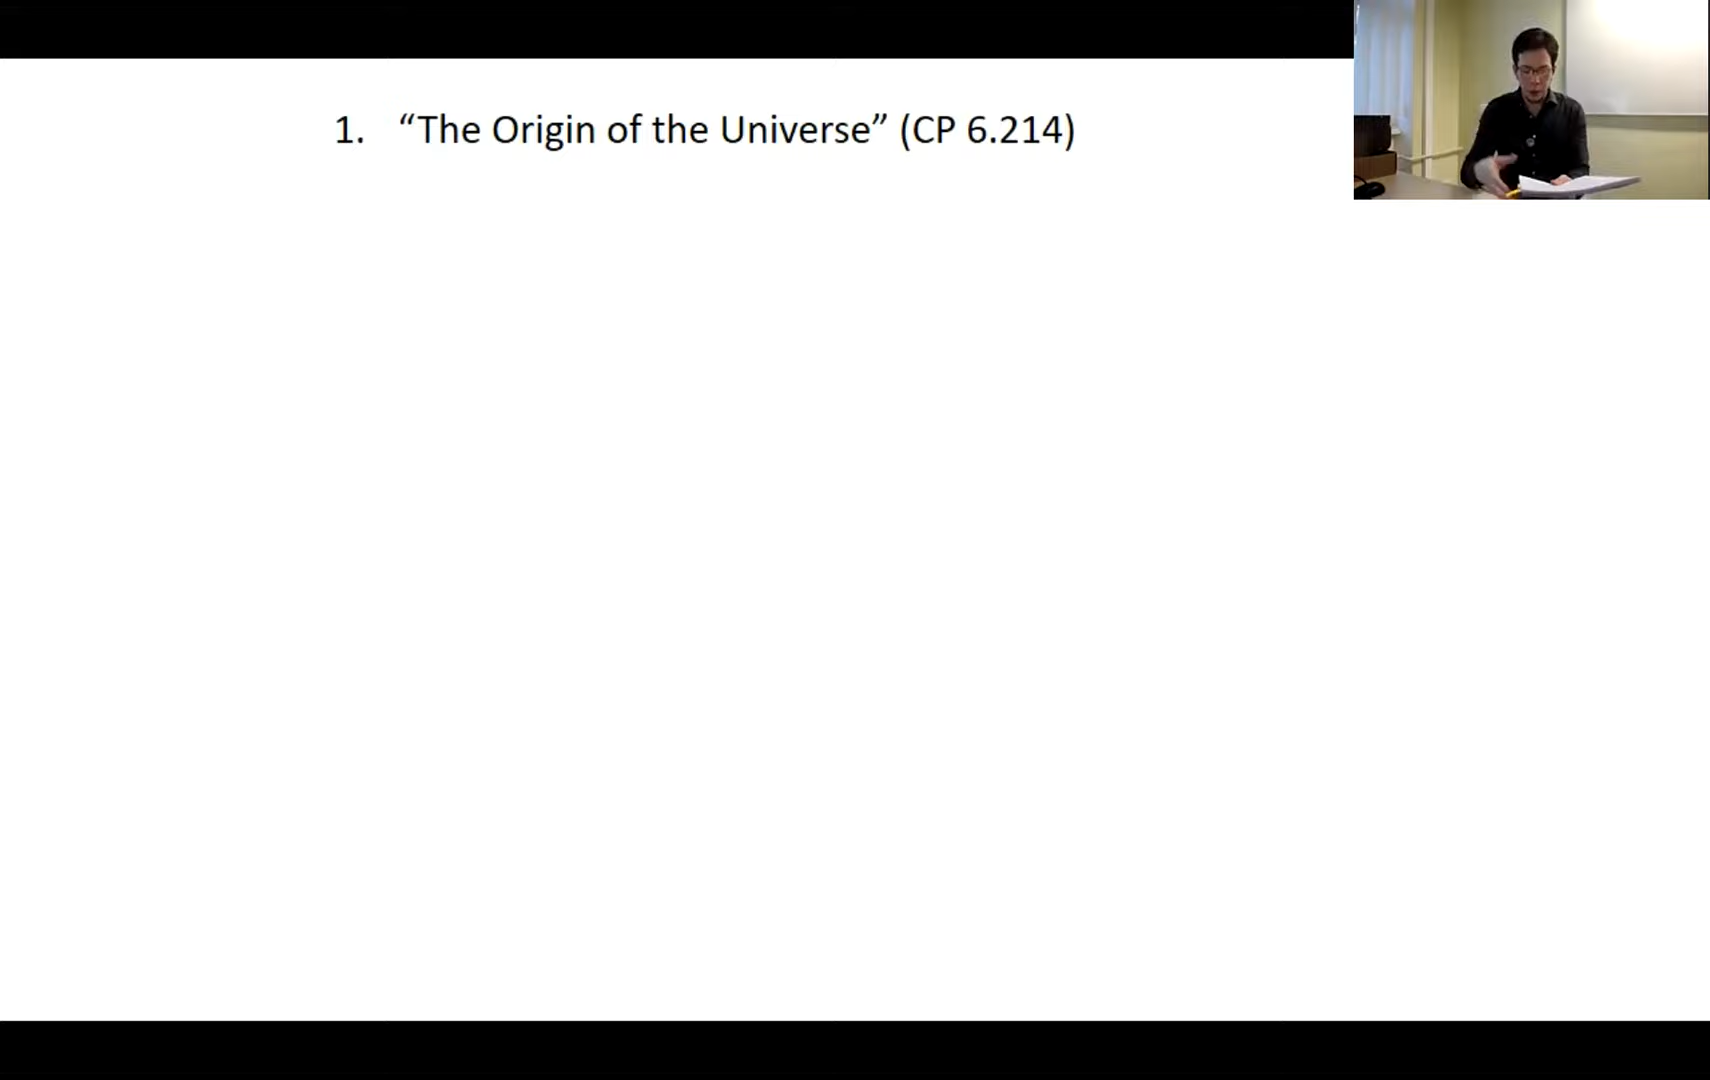 1. “The Origin of the Universe” (CP 6.214)